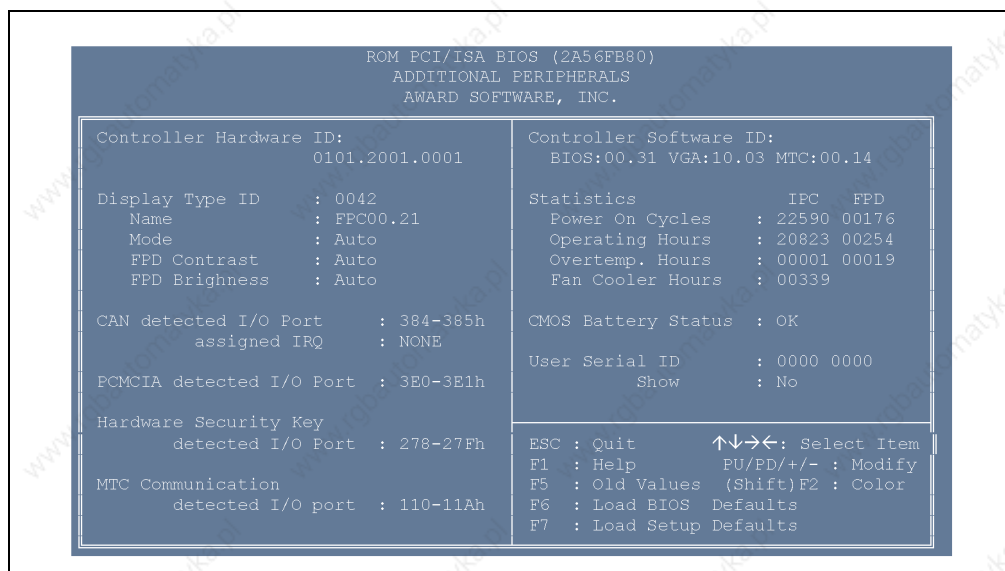 ROM PCI/ISA BIOS (2A56FB80)
ADDITIONAL PERIPHERALS
AWARD SOFTWARE, INC.
Controller Hardware ID:
0101.2001.0001
Display Type ID : 0042
Name : FPC00.21
Mode : Auto
FPD Contrast : Auto
FPD Brighness : Auto
CAN detected I/O Port : 384-385h
assigned IRQ : NONE
PCMCIA detected I/O Port : 3E0-3E1h
Hardware Security Key
detected I/O Port : 278-27Fh
MTC Communication
detected I/O port : 110-11Ah
Controller Software ID:
BIOS:00.31 VGA:10.03 MTC:00.14
Statistics IPC FPD
Power On Cycles : 22590 00176
Operating Hours : 20823 00254
Overtemp. Hours : 00001 00019
Fan Cooler Hours : 00339
CMOS Battery Status : OK
User Serial ID : 0000 0000
Show : No
ESC : Quit ↑↓→←: Select Item
F1 : Help PU/PD/+/- : Modify
F5 : Old Values (Shift)F2 : Color
F6 : Load BIOS Defaults
F7 : Load Setup Defaults
www.rgbautomatyka.pl